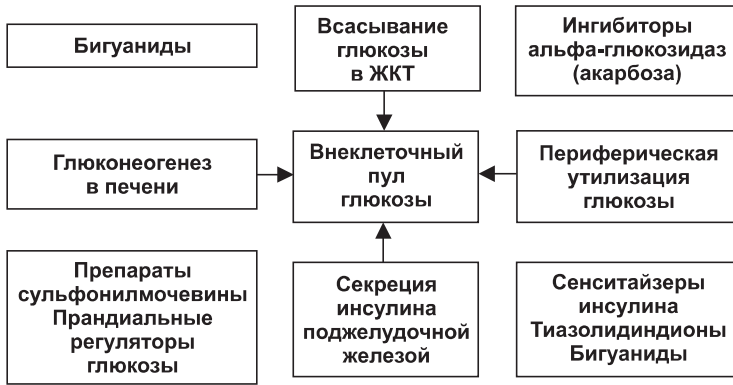 Бигуаниды
Всасывание
глюкозы
в ЖКТ
Ингибиторы
альфа-глюкозидаз
(акарбоза)
Глюконеогенез
в печени
Внеклеточный
пул
глюкозы
Периферическая
утилизация
глюкозы
Препараты
сульфонилмочевины
Прандиальные
регуляторы
глюкозы
Секреция
инсулина
поджелудочной
железой
Сенситайзеры
инсулина
Тиазолидиндионы
Бигуаниды